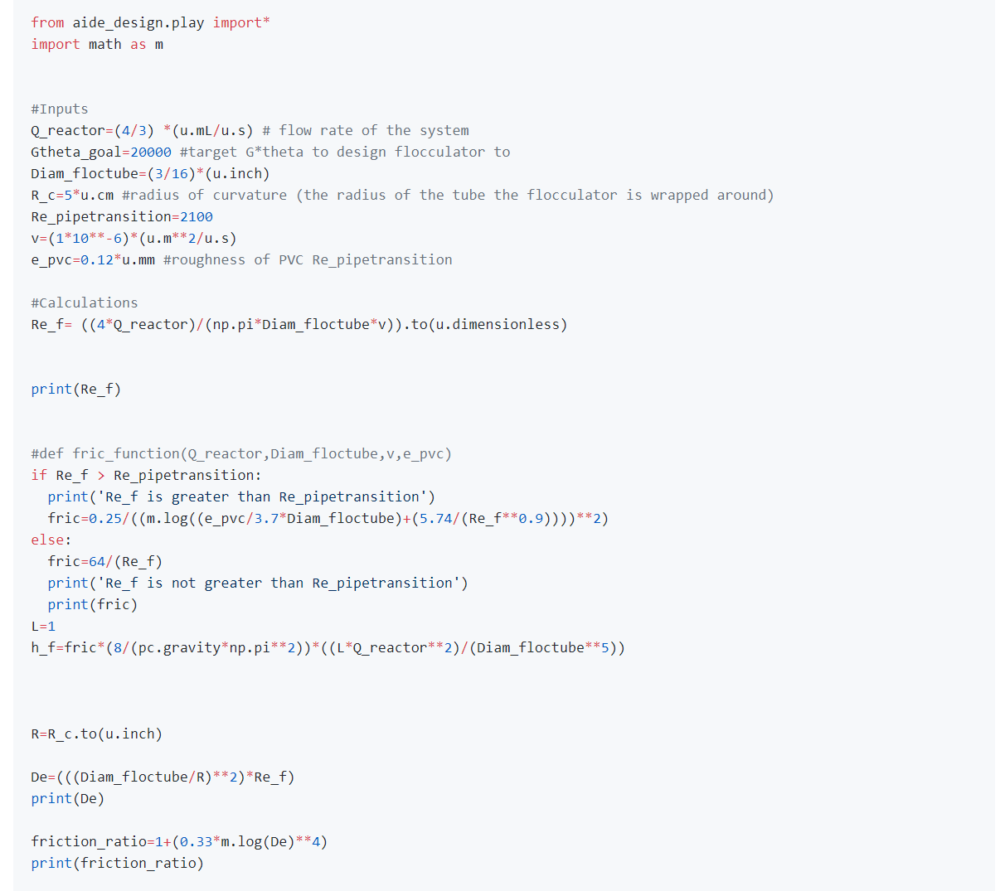 from aide_design.play import*
import math as m
#Inputs
Q_reactor=(4/3) *(u.mL/u.s) # flow rate of the system
Gtheta_goal=20000 #target G*theta to design flocculator to
Diam_floctube=(3/16)*(u.inch)
R_c=5*u.cm #radius of curvature (the radius of the tube the flocculator is wrapped around)
Re_pipetransition=2100
v=(1*10**-6)*(u.m**2/u.s)
e_pvc=0.12*u.mm #roughness of PVC Re_pipetransition
#Calculations
Re_f= ((4*Q_reactor)/(np.pi*Diam_floctube*v)).to(u.dimensionless)
print(Re_f)
#def fric_function(Q_reactor,Diam_floctube,v,e_pvc)
if Re_f > Re_pipetransition:
  print('Re_f is greater than Re_pipetransition')
  fric=0.25/((m.log((e_pvc/3.7*Diam_floctube)+(5.74/(Re_f**0.9))))**2)
else:
  fric=64/(Re_f)
  print('Re_f is not greater than Re_pipetransition')
  print(fric)
L=1
h_f=fric*(8/(pc.gravity*np.pi**2))*((L*Q_reactor**2)/(Diam_floctube**5))
R=R_c.to(u.inch)
De=(((Diam_floctube/R)**2)*Re_f)
print(De)
friction_ratio=1+(0.33*m.log(De)**4)
print(friction_ratio)